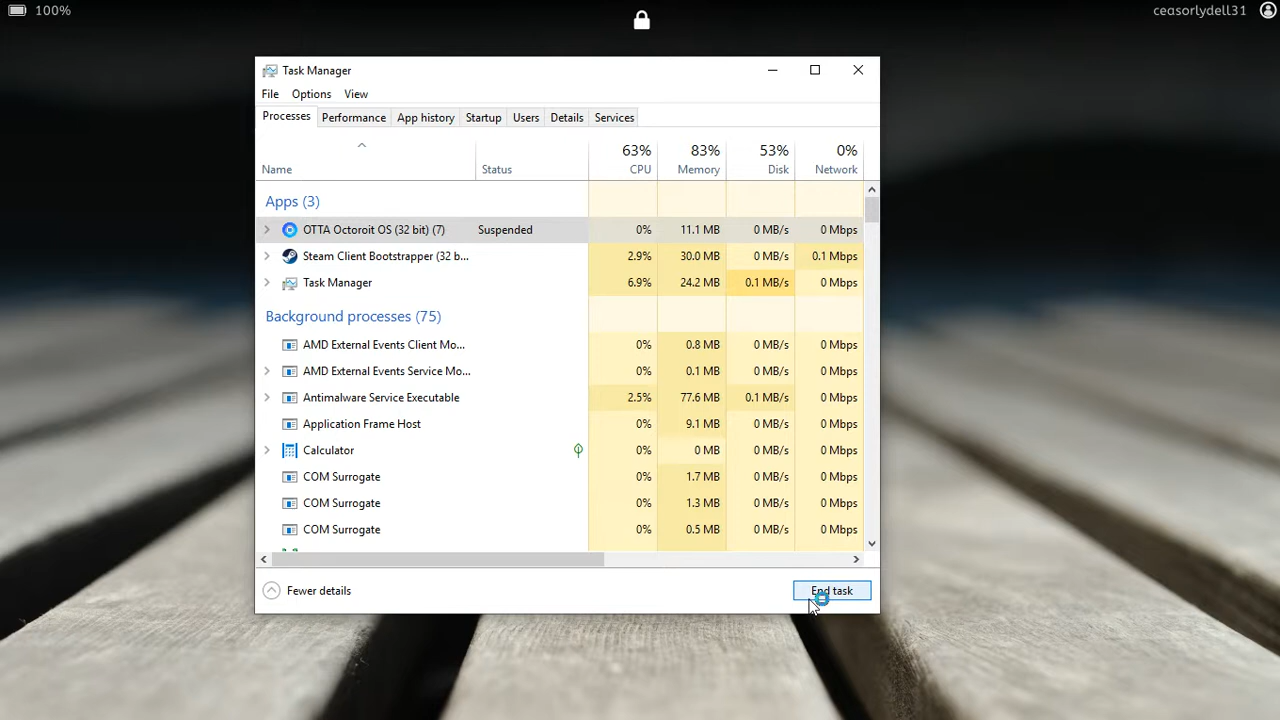 100%
ceasorlydell31
Task Manager
File Options View
Processes Performance App history Startup Users Details Services
63% 83% 53% 0%
Name Status CPU Memory Disk Network
Apps (3)
OTTA Octoroit OS (32 bit) (7) Suspended 0% 11.1 MB 0 MB/s 0 Mbps
Steam Client Bootstrapper (32 b... 2.9% 30.0 MB 0 MB/s 0.1 Mbps
Task Manager 6.9% 24.2 MB 0.1 MB/s 0 Mbps
Background processes (75)
AMD External Events Client Mo... 0% 0.8 MB 0 MB/s 0 Mbps
AMD External Events Service Mo... 0% 0.1 MB 0 MB/s 0 Mbps
Antimalware Service Executable 2.5% 77.6 MB 0.1 MB/s 0 Mbps
Application Frame Host 0% 9.1 MB 0 MB/s 0 Mbps
Calculator 0% 0 MB 0 MB/s 0 Mbps
COM Surrogate 0% 1.7 MB 0 MB/s 0 Mbps
COM Surrogate 0% 1.3 MB 0 MB/s 0 Mbps
COM Surrogate 0% 0.5 MB 0 MB/s 0 Mbps
Fewer details End task